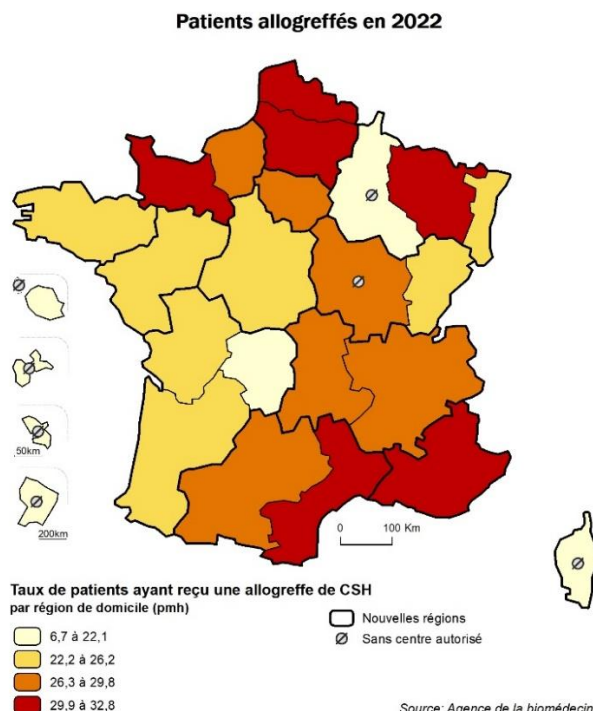 Patients allogreffés en 2022
50km
200km
0 100 Km
Taux de patients ayant reçu une allogreffe de CSH
par région de domicile (pmh)
6,7 à 22,1
22,2 à 26,2
26,3 à 29,8
29,9 à 32,8
Nouvelles régions
Sans centre autorisé
Source: Agence de la biomédecin